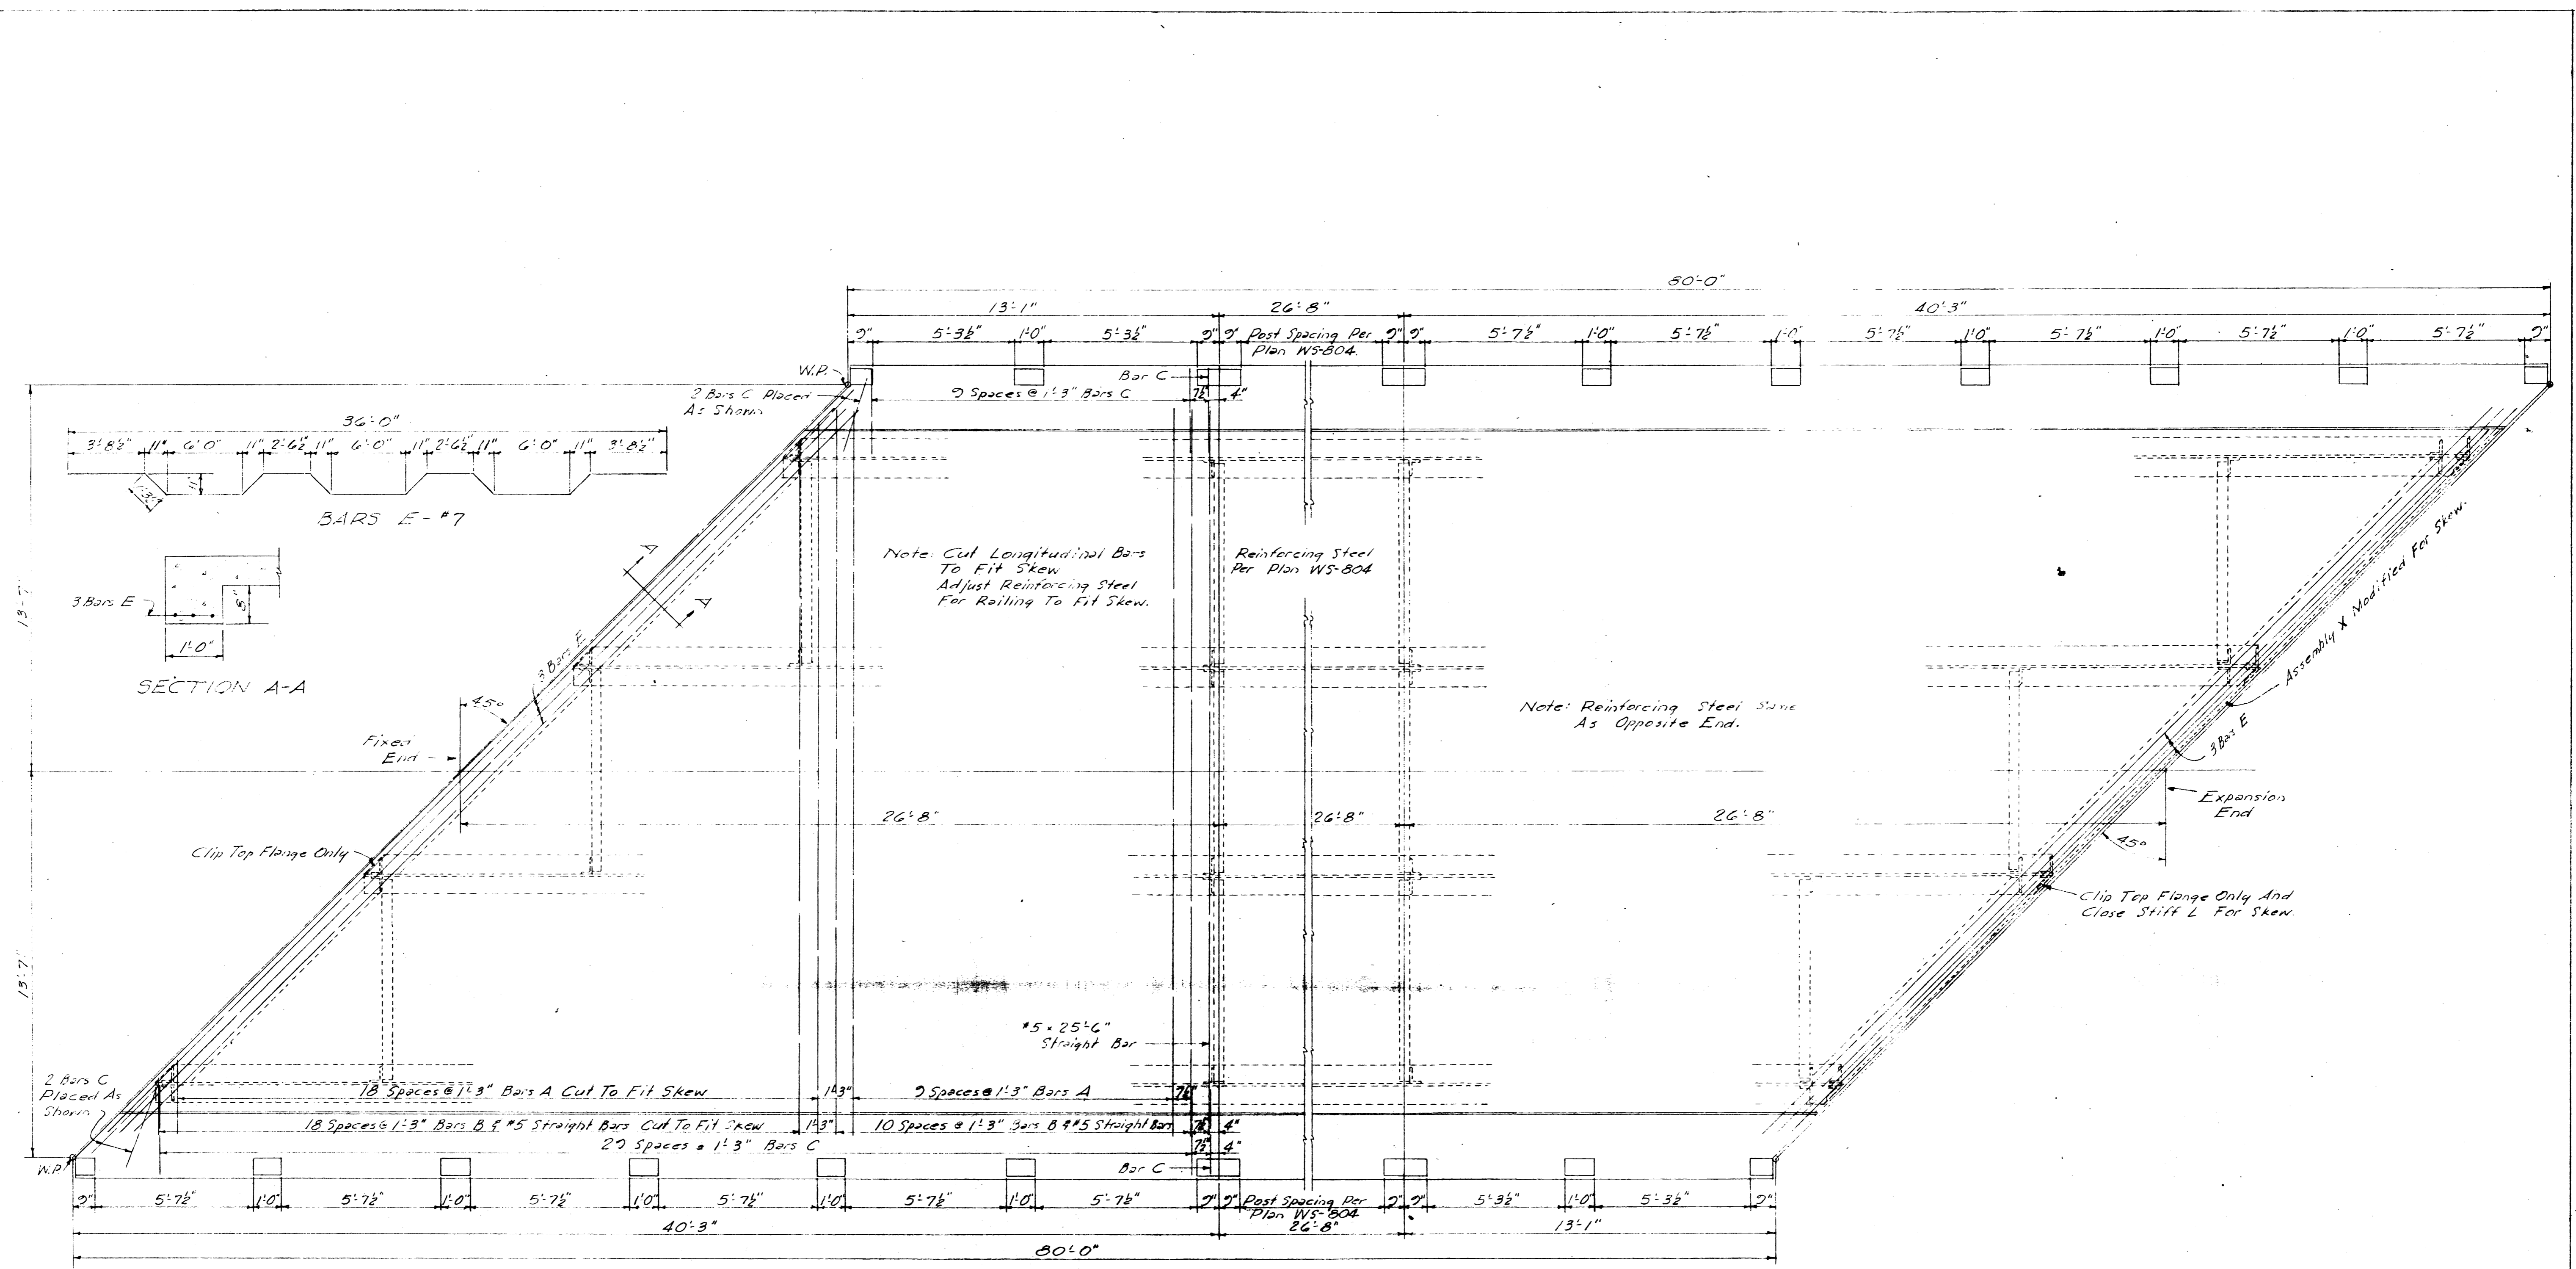 80'-0"
13'-1" 26'-8" 40'-3"
9" 5'-3½" 1'-0" 5'-3½" 9" 9" Post Spacing Per 9" 9" 5'-7½" 1'-0" 5'-7½" 1'-0" 5'-7½" 1'-0" 5'-7½" 1'-0" 5'-7½" 1'-0" 5'-7½" 9"
Plan WS-804.
W.P.
Bar C
2 Bars C Placed
As Shown
9 Spaces @ 1'-3" Bars C 7½" 4"
36'-0"
3'-8½" 11" 6'-0" 11" 2'-6½" 11" 6'-0" 11" 2'-6½" 11" 6'-0" 11" 3'-8½"
1'-3½" 11"
BARS E - #7
13'-7"
A
A
Note: Cut Longitudinal Bars
To Fit Skew
Adjust Reinforcing Steel
For Railing To Fit Skew.
Reinforcing Steel
Per Plan WS-804
Assembly X Modified For Skew.
3 Bars E
8"
1'-0"
SECTION A-A
3 Bars E
45°
Fixed
End
Note: Reinforcing Steel Same
As Opposite End.
3 Bars E
Expansion
End
45°
26'-8" 26'-8" 26'-8"
Clip Top Flange Only
Clip Top Flange Only And
Close Stiff L For Skew.
13'-7"
#5 x 25'-6"
Straight Bar
2 Bars C
Placed As
Shown
18 Spaces @ 1'-3" Bars A Cut To Fit Skew 1'-3" 9 Spaces @ 1'-3" Bars A 7½"
18 Spaces @ 1'-3" Bars B & #5 Straight Bars Cut To Fit Skew 1'-3" 10 Spaces @ 1'-3" Bars B & #5 Straight Bars 7½" 4"
29 Spaces @ 1'-3" Bars C 7½" 4"
W.P.
Bar C
9" 5'-7½" 1'-0" 5'-7½" 1'-0" 5'-7½" 1'-0" 5'-7½" 1'-0" 5'-7½" 1'-0" 5'-7½" 9" 9" Post Spacing Per 9" 9" 5'-3½" 1'-0" 5'-3½" 9"
Plan WS-804
40'-3" 26'-8" 13'-1"
80'-0"